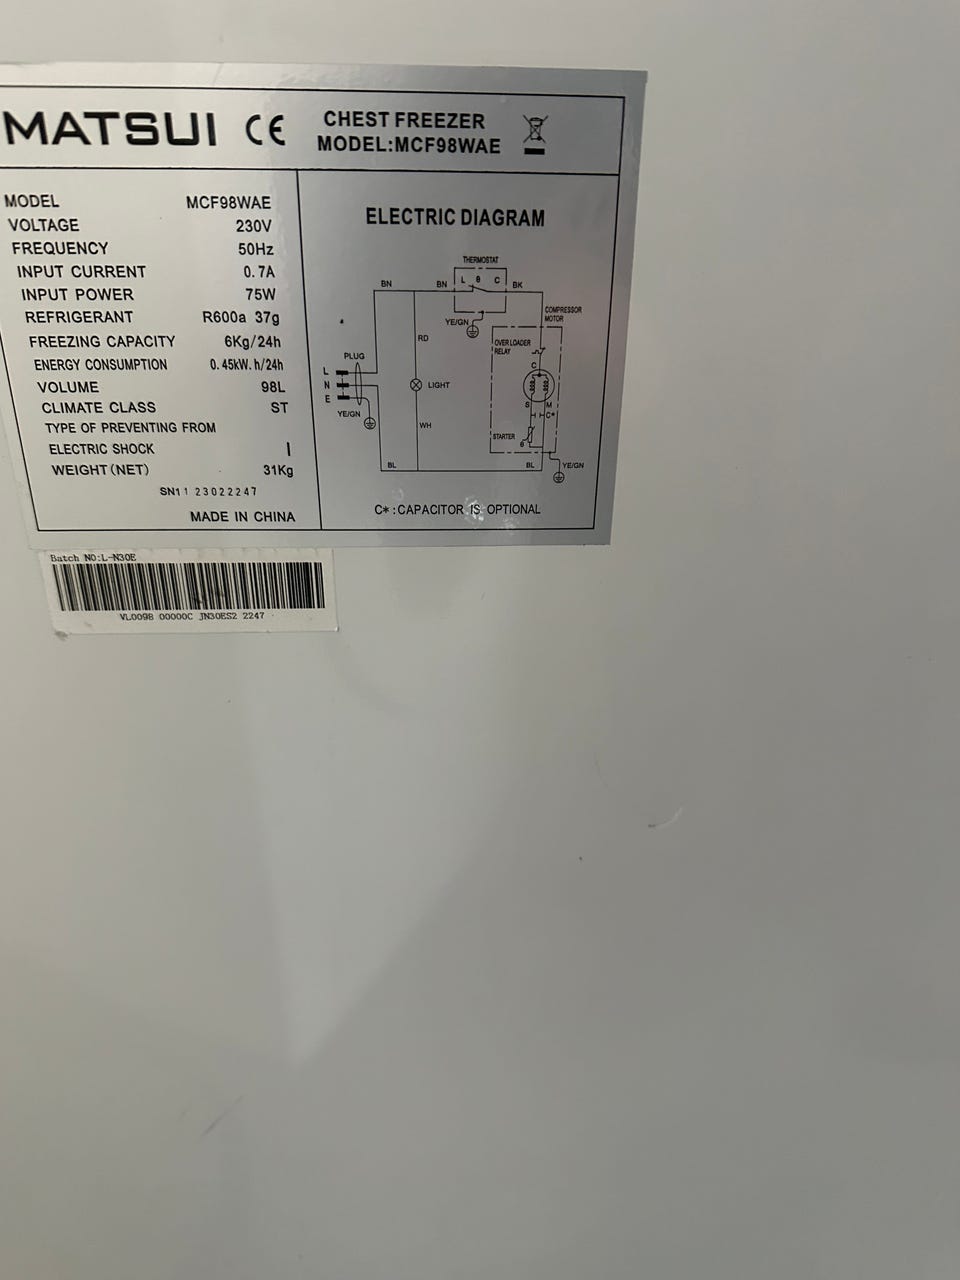 MATSUI CE
CHEST FREEZER
MODEL:MCF98WAE
MODEL MCF98WAE
VOLTAGE 230V
FREQUENCY 50Hz
INPUT CURRENT 0.7A
INPUT POWER 75W
REFRIGERANT R600a 37g
FREEZING CAPACITY 6Kg/24h
ENERGY CONSUMPTION 0.45kW.h/24h
VOLUME 98L
CLIMATE CLASS ST
TYPE OF PREVENTING FROM
ELECTRIC SHOCK I
WEIGHT(NET) 31Kg
SN11 23022247
MADE IN CHINA
ELECTRIC DIAGRAM
THERMOSTAT
BN BN L θ C BK
COMPRESSOR
MOTOR
YE/GN
RD
OVER LOADER
RELAY
PLUG
L
N
E
C
LIGHT
YE/GN
S M
C*
WH
STARTER
θ
BL BL YE/GN
C*:CAPACITOR IS OPTIONAL
Batch NO:L-N30E
VL0098 00000C JN30ES2 2247